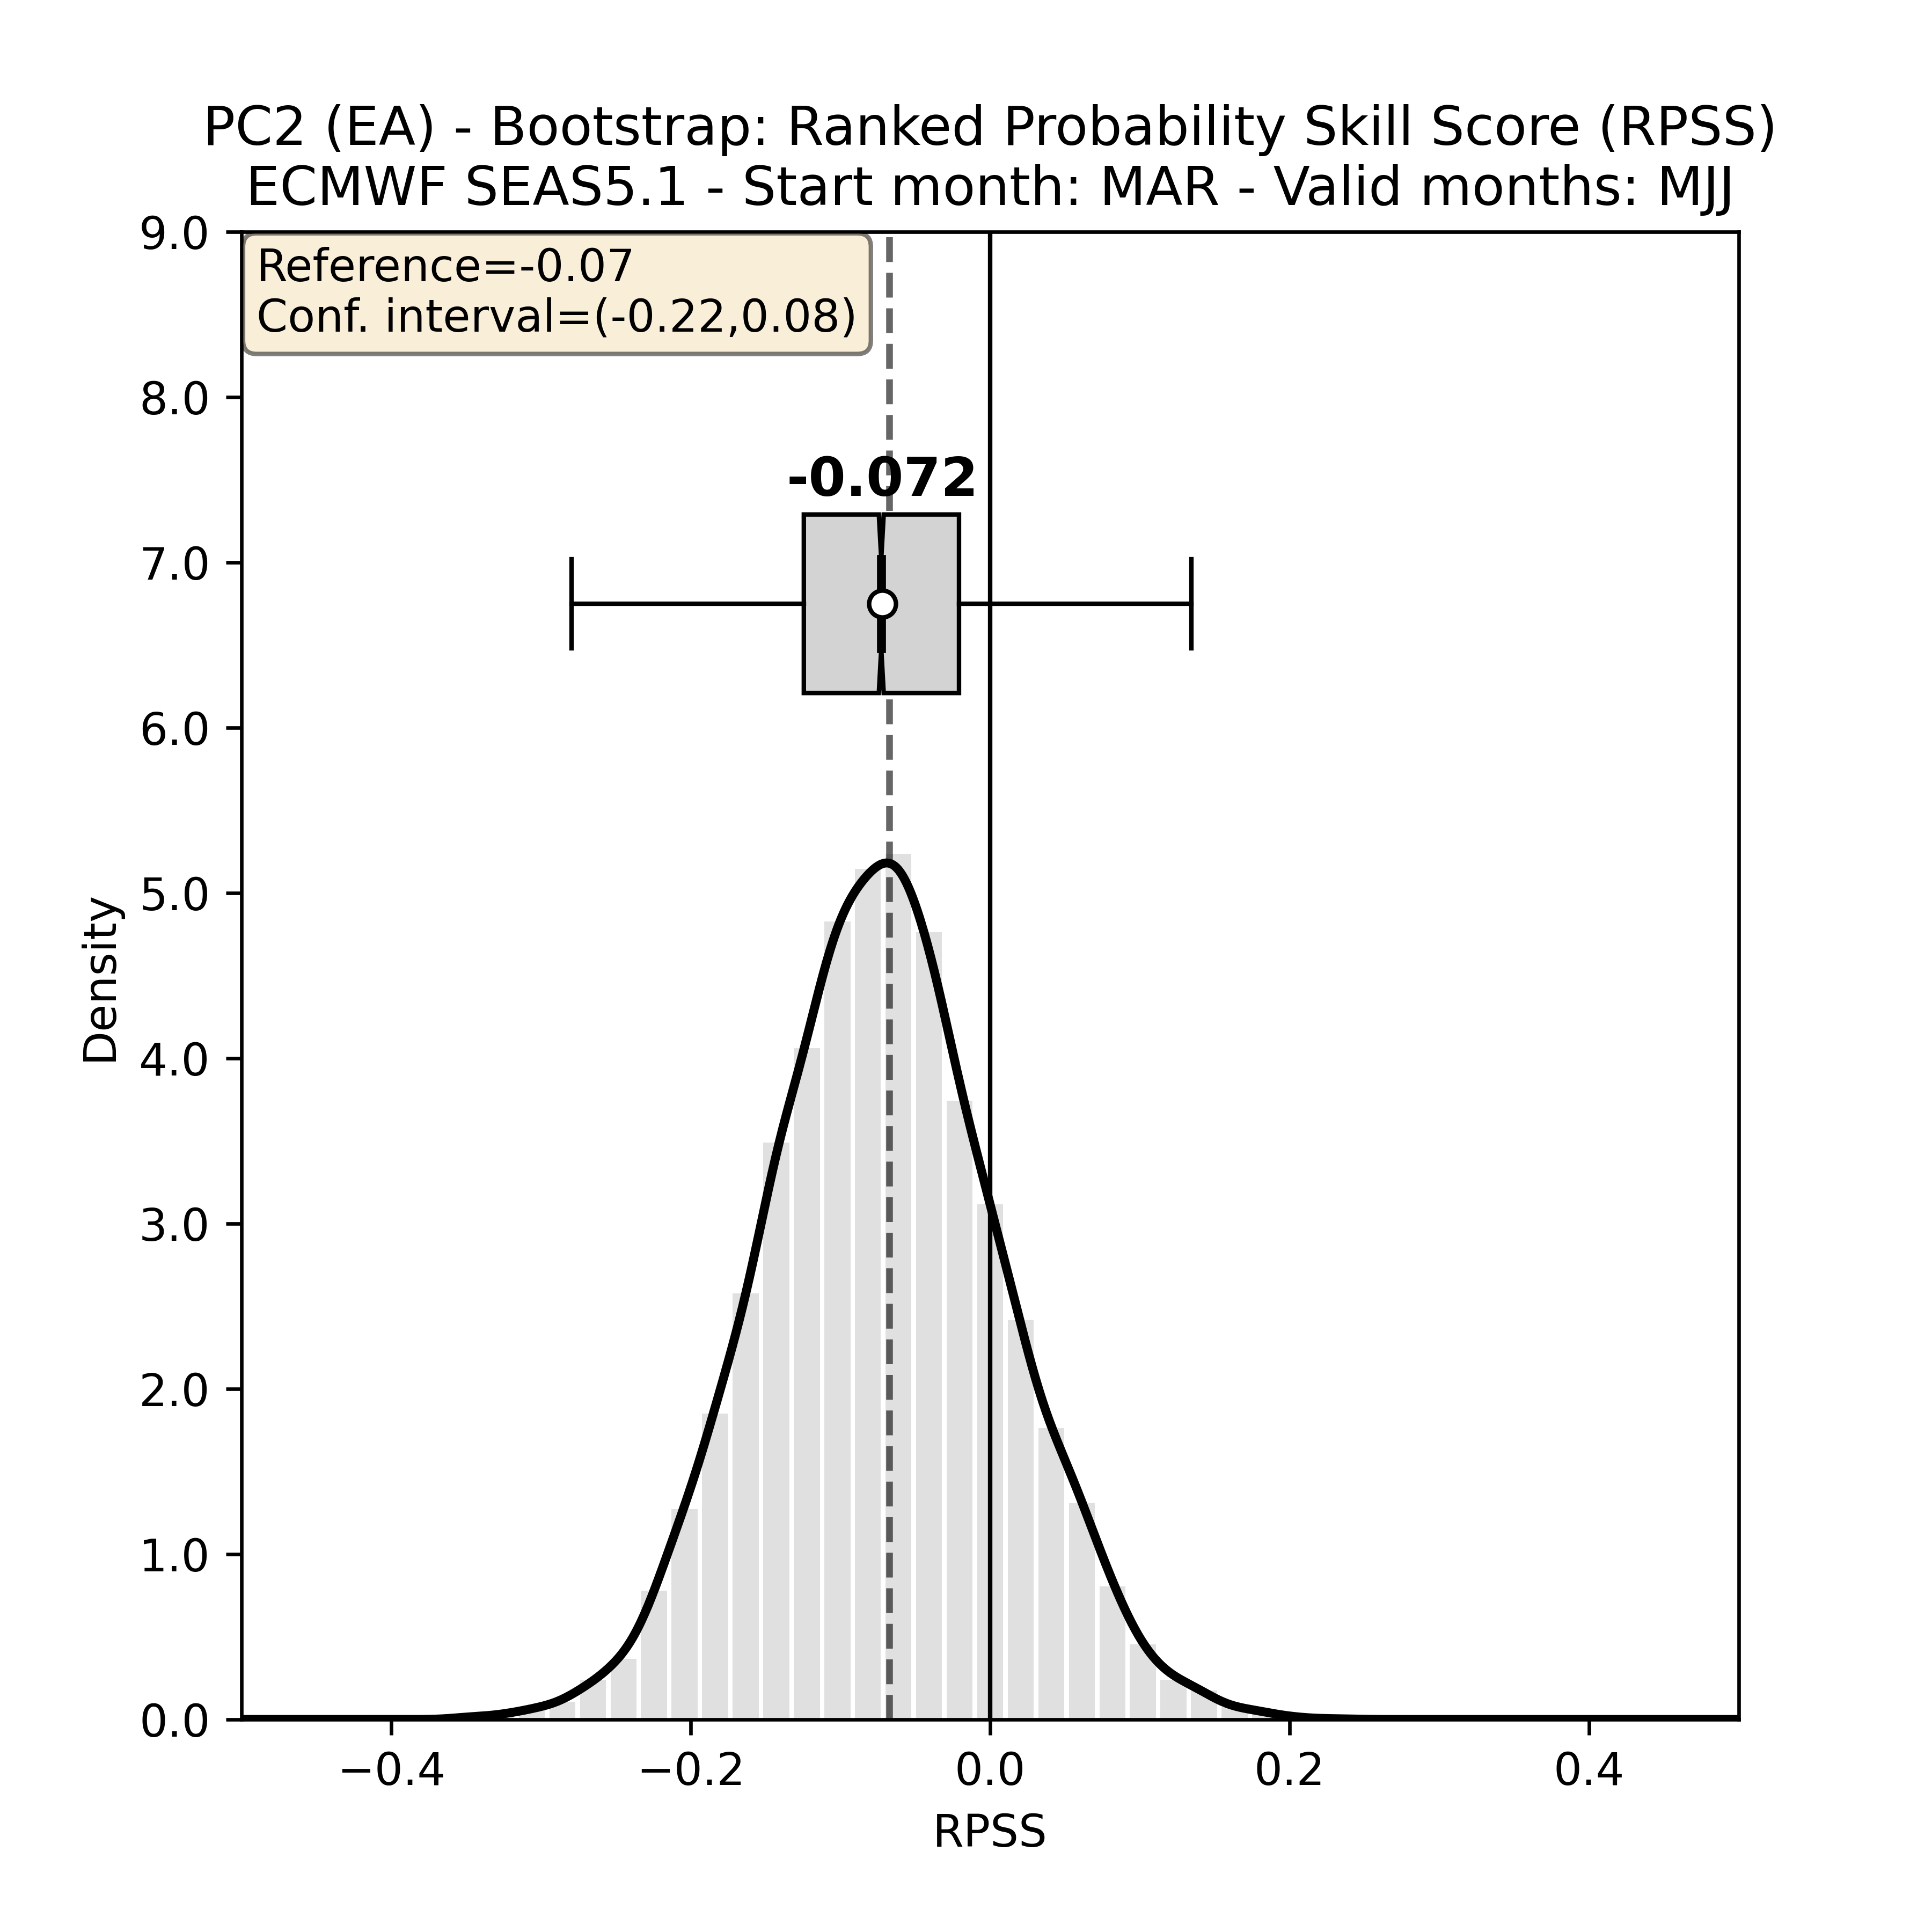 PC2 (EA) - Bootstrap: Ranked Probability Skill Score (RPSS)
ECMWF SEAS5.1 - Start month: MAR - Valid months: MJJ
Reference=-0.07
Conf. interval=(-0.22,0.08)
-0.072
9.0
8.0
7.0
6.0
5.0
4.0
3.0
2.0
1.0
0.0
Density
−0.4
−0.2
0.0
0.2
0.4
RPSS